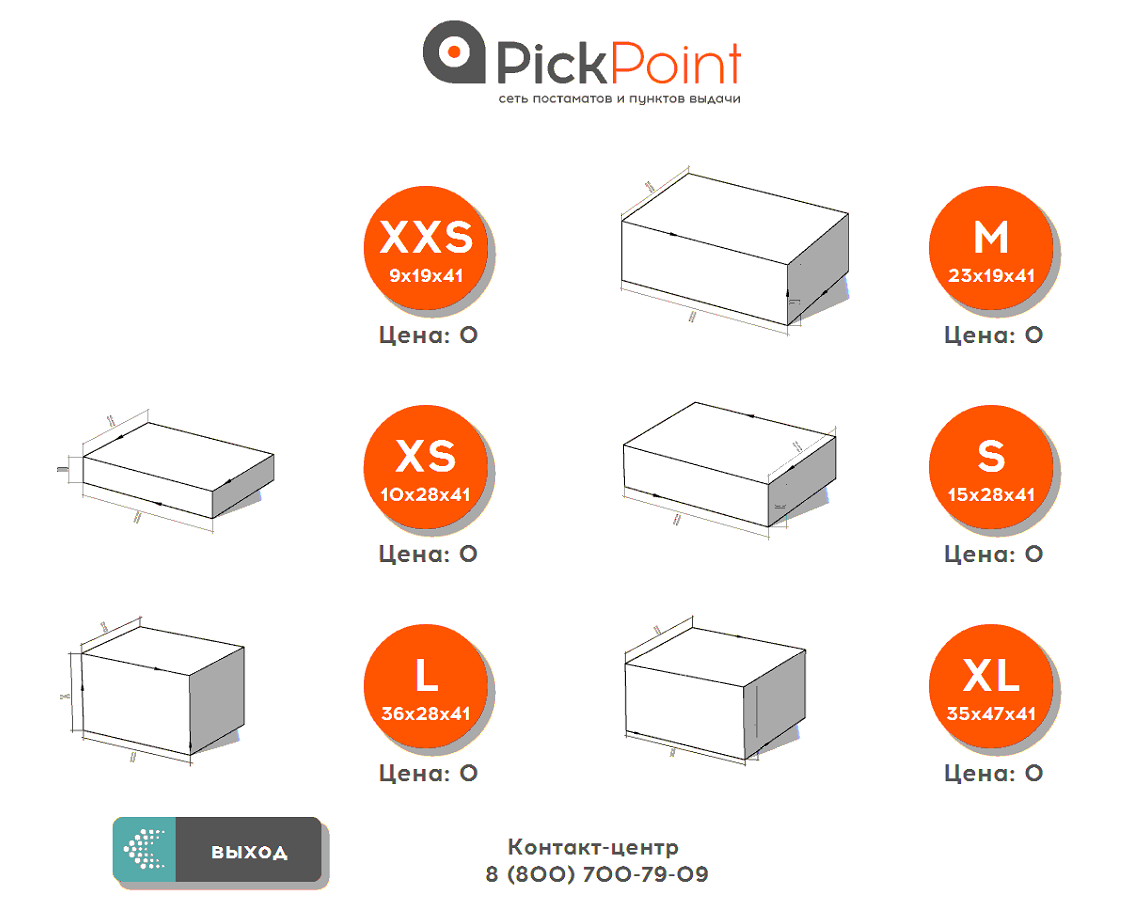 PickPoint
сеть постаматов и пунктов выдачи
XXS
9x19x41
Цена: 0
M
23x19x41
Цена: 0
XS
10x28x41
Цена: 0
S
15x28x41
Цена: 0
L
36x28x41
Цена: 0
XL
35x47x41
Цена: 0
выход
Контакт-центр
8 (800) 700-79-09